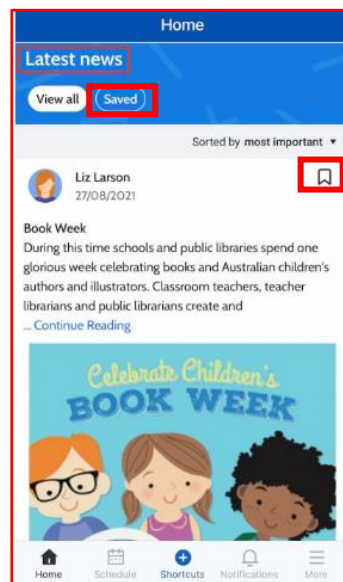 Home
Latest news
View all
Saved
Sorted by most important
Liz Larson
27/08/2021
Book Week
During this time schools and public libraries spend one
glorious week celebrating books and Australian children's
authors and illustrators. Classroom teachers, teacher
librarians and public librarians create and
... Continue Reading
Celebrate Children's
BOOK WEEK
Home Schedule Shortcuts Notifications More